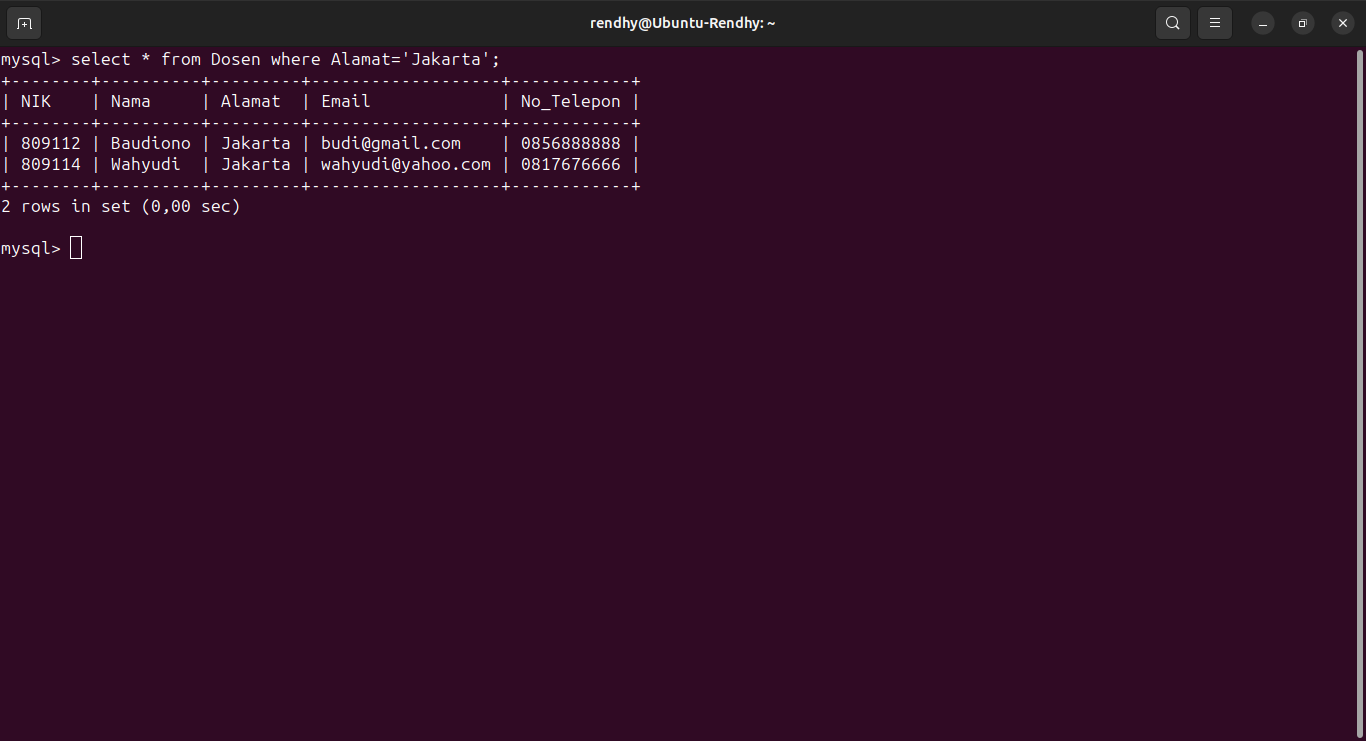 rendhy@Ubuntu-Rendhy: ~
mysql> select * from Dosen where Alamat='Jakarta';
+--------+----------+---------+------------------+------------+
| NIK    | Nama     | Alamat  | Email             | No_Telepon |
+--------+----------+---------+-------------------+------------+
| 809112 | Baudiono | Jakarta | budi@gmail.com    | 0856888888 |
| 809114 | Wahyudi  | Jakarta | wahyudi@yahoo.com | 0817676666 |
+--------+----------+---------+-------------------+------------+
2 rows in set (0,00 sec)
mysql>